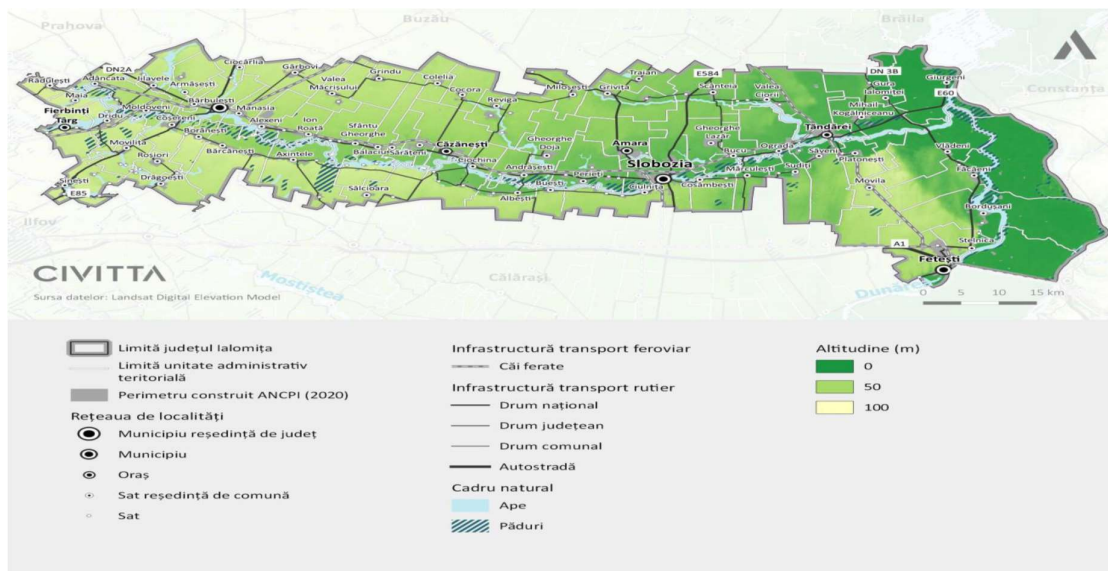 Prahova
Buzău
Brăila
Constanța
Ilfov
Călărași
Mostiștea
Dunărea
DN2A
E584
DN 3B
E60
E85
A1
Rădulești
Adâncata
Jilavele
Ciocârlia
Armășești
Gârbovi
Valea
Măcrișului
Grindu
Colelia
Cocora
Reviga
Miloșești
Traian
Grivița
Scânteia
Valea
Ciorii
Gura
Ialomiței
Giurgeni
Mihail
Kogălniceanu
Maia
Fierbinți
Târg
Dridu
Moldoveni
Coșereni
Bărbulești
Manasia
Alexeni
Borănești
Ion
Roată
Sfântu
Gheorghe
Balaciu
Sărățeni
Căzănești
Ciochina
Gheorghe
Doja
Andrășești
Perieți
Amara
Slobozia
Gheorghe
Lazăr
Bucu
Ograda
Țăndărei
Săveni
Platonești
Vlădeni
Movilița
Roșiori
Drăgoești
Sinești
Bărcănești
Axintele
Sălcioara
Buești
Albești
Ciulnița
Cosâmbești
Mărculești
Sudiți
Movila
Făcăeni
Bordușani
Stelnica
Fetești
CIVITTA
Sursa datelor: Landsat Digital Elevation Model
0 5 10 15 km
Limită județul Ialomița
Limită unitate administrativ
teritorială
Perimetru construit ANCPI (2020)
Rețeaua de localități
Municipiu reședință de județ
Municipiu
Oraș
Sat reședință de comună
Sat
Infrastructură transport feroviar
Căi ferate
Infrastructură transport rutier
Drum național
Drum județean
Drum comunal
Autostradă
Cadru natural
Ape
Păduri
Altitudine (m)
0
50
100